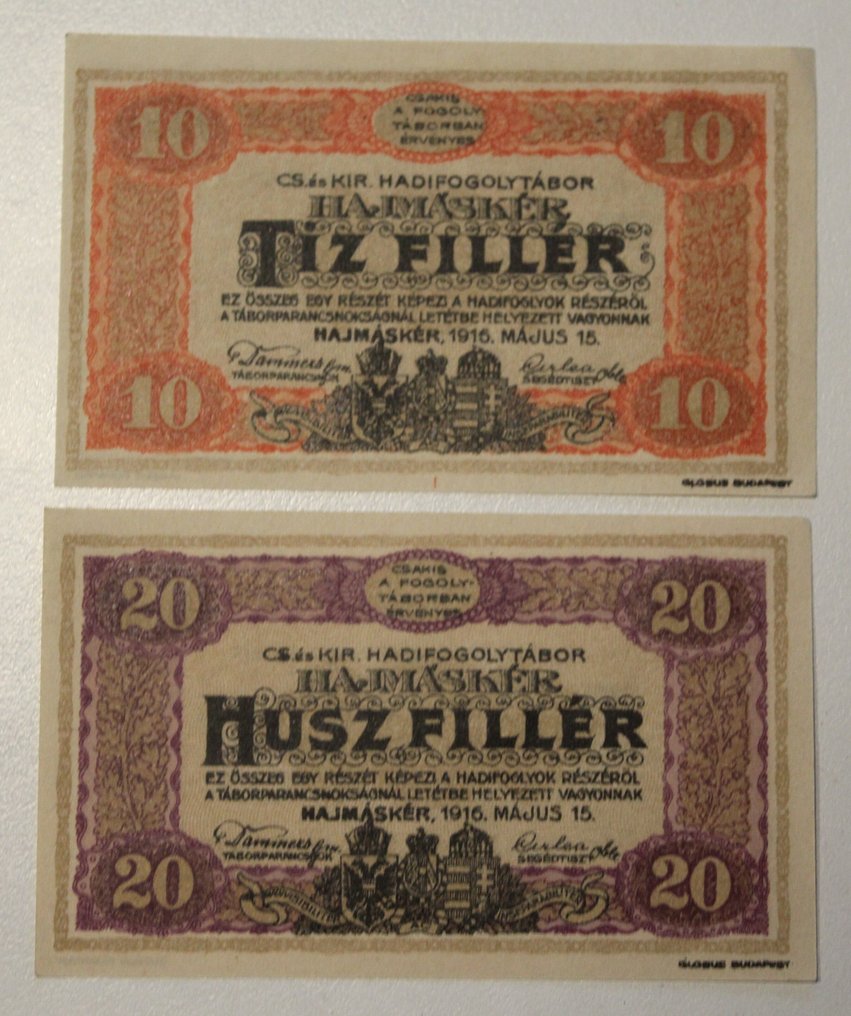 10
CSAKIS
A FOGOLY-
TÁBORBAN
ÉRVÉNYES
10
CS. és KIR. HADIFOGOLYTÁBOR
HAJMÁSKÉR
TÍZ FILLÉR
EZ ÖSSZEG EGY RÉSZÉT KÉPEZI A HADIFOGLYOK RÉSZÉRŐL
A TÁBORPARANCSNOKSÁGNÁL LETÉTBE HELYEZETT VAGYONNAK
HAJMÁSKÉR, 1916. MÁJUS 15.
TÁBORPARANCSNOK
SEGÉDTISZT
10
10
GLOBUS BUDAPEST
20
CSAKIS
A FOGOLY-
TÁBORBAN
ÉRVÉNYES
20
CS. és KIR. HADIFOGOLYTÁBOR
HAJMÁSKÉR
HUSZ FILLÉR
EZ ÖSSZEG EGY RÉSZÉT KÉPEZI A HADIFOGLYOK RÉSZÉRŐL
A TÁBORPARANCSNOKSÁGNÁL LETÉTBE HELYEZETT VAGYONNAK
HAJMÁSKÉR, 1916. MÁJUS 15.
TÁBORPARANCSNOK
SEGÉDTISZT
20
20
GLOBUS BUDAPEST